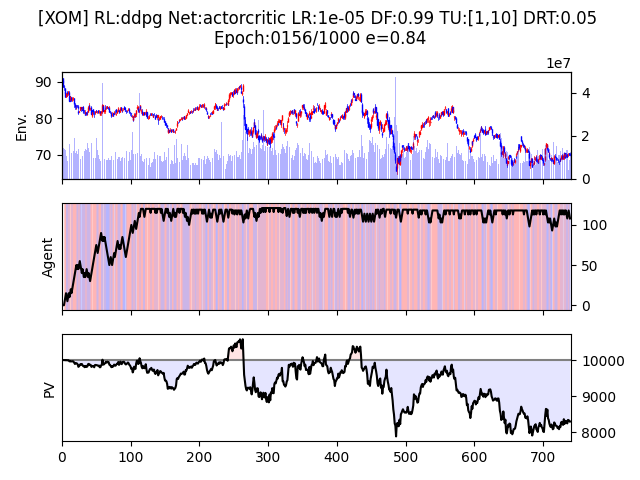 [XOM] RL:ddpg Net:actorcritic LR:1e-05 DF:0.99 TU:[1,10] DRT:0.05
Epoch:0156/1000 e=0.84
1e7
90
80
70
Env.
4
2
0
Agent
100
50
0
PV
10000
9000
8000
0 100 200 300 400 500 600 700